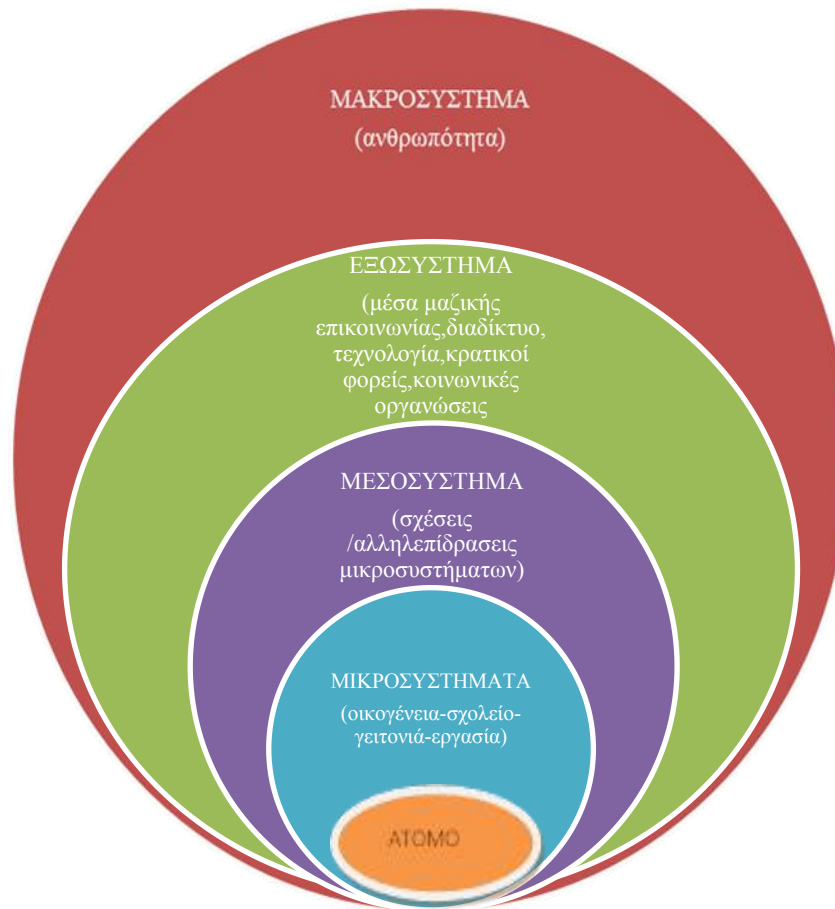 ΜΑΚΡΟΣΥΣΤΗΜΑ
(ανθρωπότητα)
ΕΞΩΣΥΣΤΗΜΑ
(μέσα μαζικής
επικοινωνίας,διαδίκτυο,
τεχνολογία,κρατικοί
φορείς,κοινωνικές
οργανώσεις
ΜΕΣΟΣΥΣΤΗΜΑ
(σχέσεις
/αλληλεπίδρασεις
μικροσυστήματων)
ΜΙΚΡΟΣΥΣΤΗΜΑΤΑ
(οικογένεια-σχολείο-
γειτονιά-εργασία)
ΑΤΟΜΟ